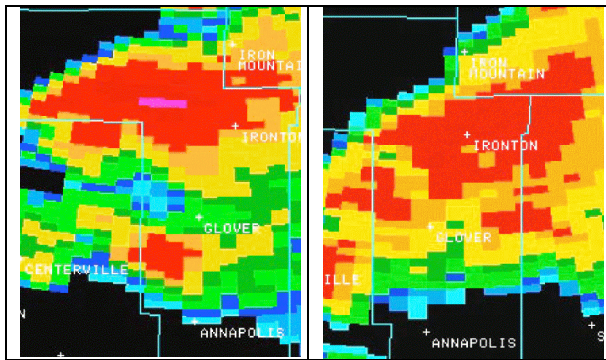 IRON
MOUNTAIN
IRONTON
GLOVER
CENTERVILLE
N
ANNAPOLIS
IRON
MOUNTAIN
IRONTON
GLOVER
ILLE
ANNAPOLIS
S